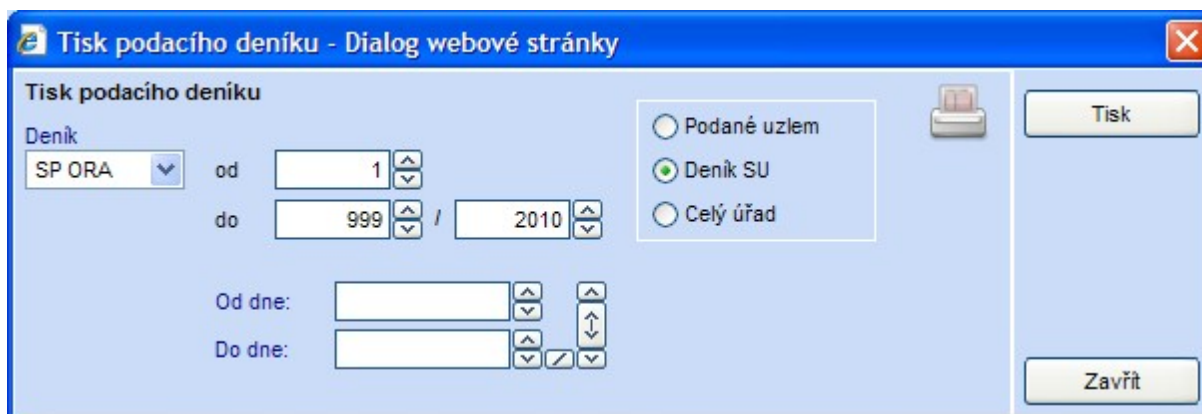 Tisk podacího deníku - Dialog webové stránky
Tisk podacího deníku
Deník
SP ORA
od 1
do 999 / 2010
Podané uzlem
Deník SU
Celý úřad
Od dne:
Do dne:
Tisk
Zavřít